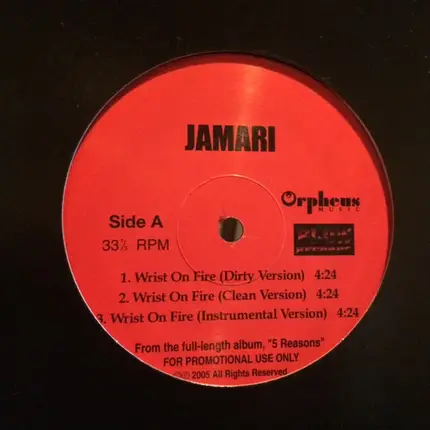 JAMARI
Orpheus
MUSIC
Side A
33⅓ RPM
RECORDS
1. Wrist On Fire (Dirty Version) 4:24
2. Wrist On Fire (Clean Version) 4:24
3. Wrist On Fire (Instrumental Version) 4:24
From the full-length album, "5 Reasons"
FOR PROMOTIONAL USE ONLY
©℗ 2005 All Rights Reserved